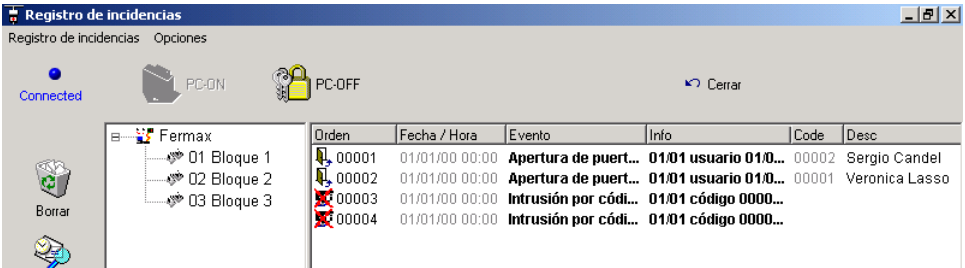 Registro de incidencias
Registro de incidencias Opciones
Connected PC-ON PC-OFF Cerrar
Borrar
Fermax
01 Bloque 1
02 Bloque 2
03 Bloque 3
Orden Fecha / Hora Evento Info Code Desc
00001 01/01/00 00:00 Apertura de puert... 01/01 usuario 01/0... 00002 Sergio Candel
00002 01/01/00 00:00 Apertura de puert... 01/01 usuario 01/0... 00001 Veronica Lasso
00003 01/01/00 00:00 Intrusión por códi... 01/01 código 0000...
00004 01/01/00 00:00 Intrusión por códi... 01/01 código 0000...